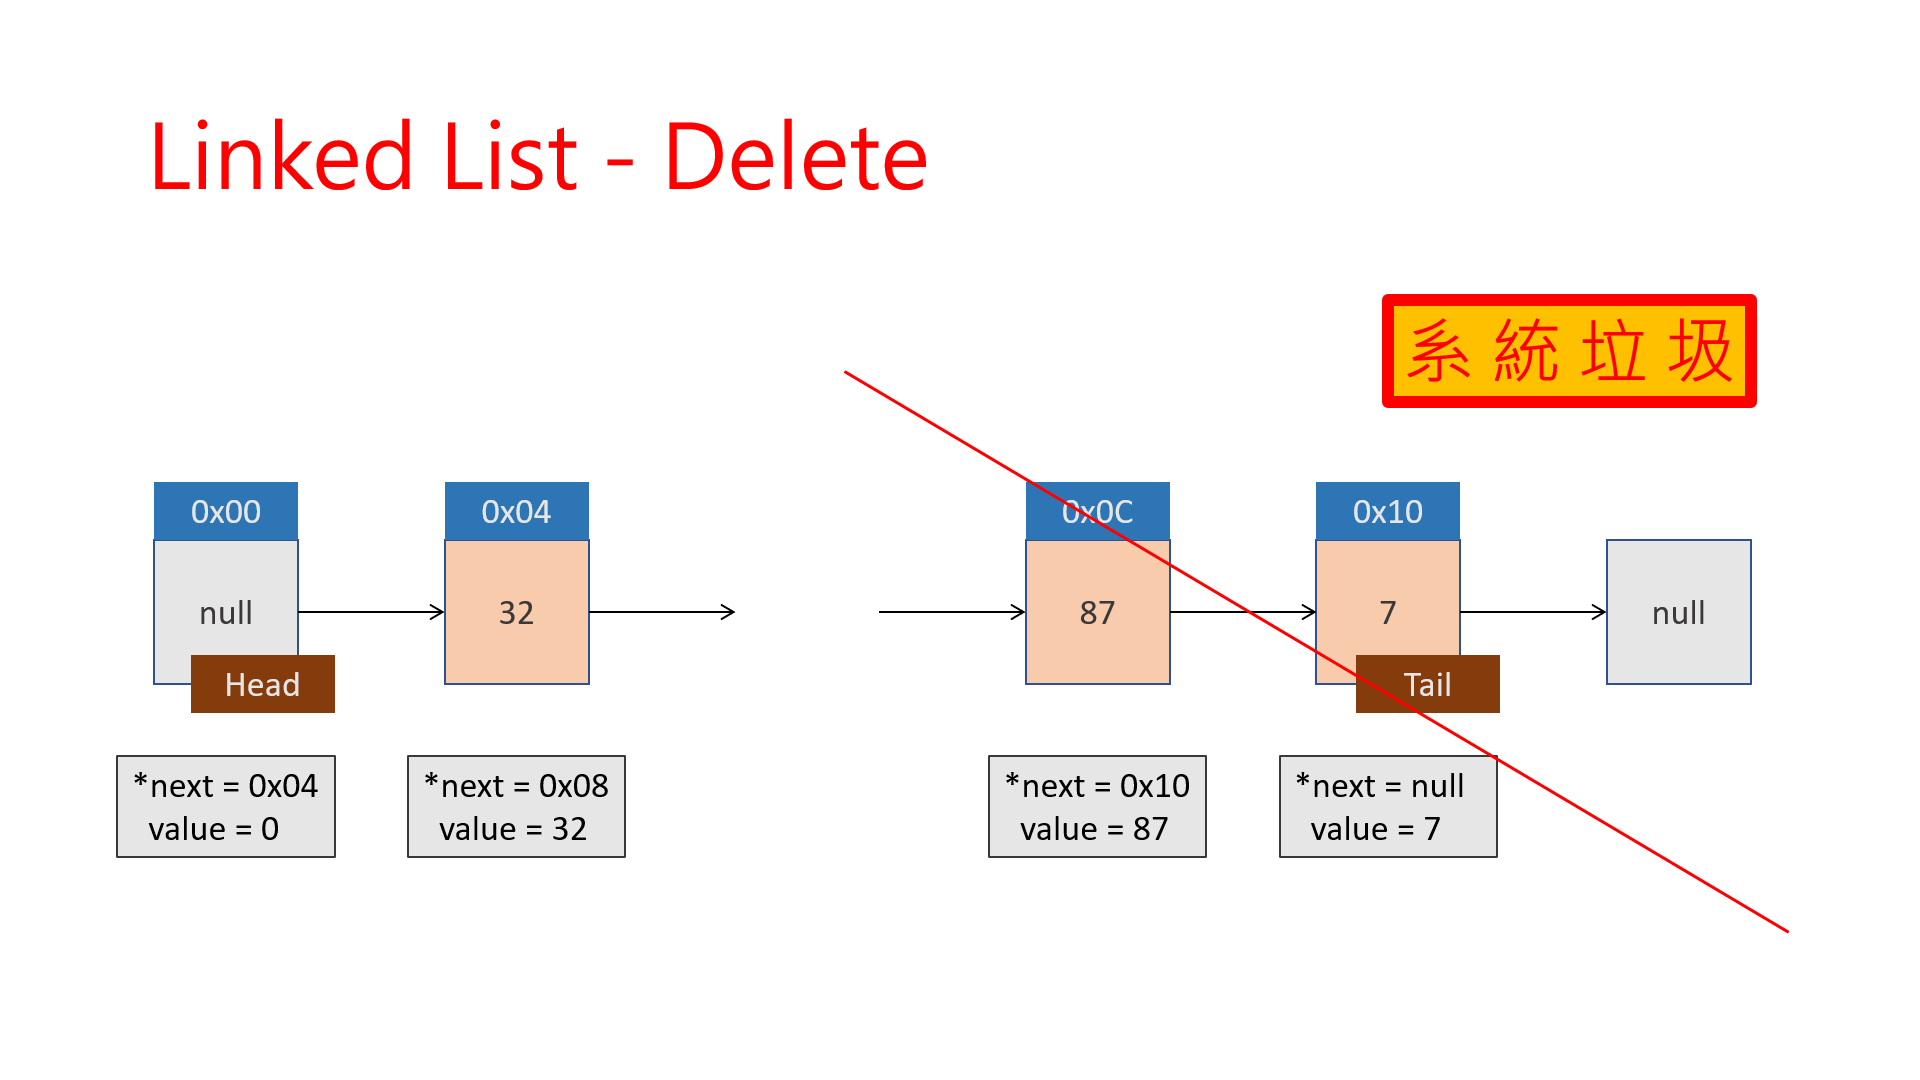 Linked List - Delete
系統垃圾
0x00
0x04
0x0C
0x10
null
32
87
7
null
Head
Tail
*next = 0x04
value = 0
*next = 0x08
value = 32
*next = 0x10
value = 87
*next = null
value = 7